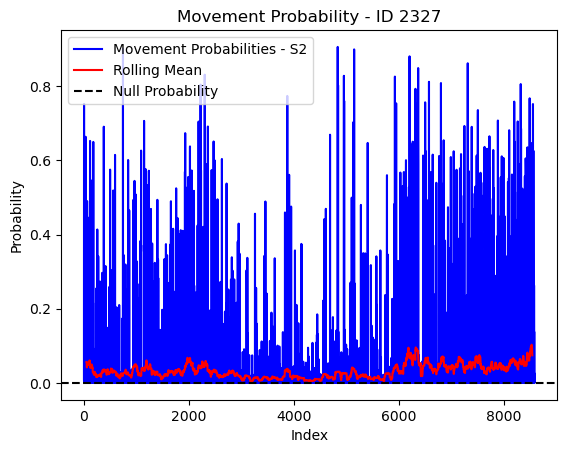 Movement Probability - ID 2327
Movement Probabilities - S2
Rolling Mean
Null Probability
Probability
0.8
0.6
0.4
0.2
0.0
0
2000
4000
6000
8000
Index